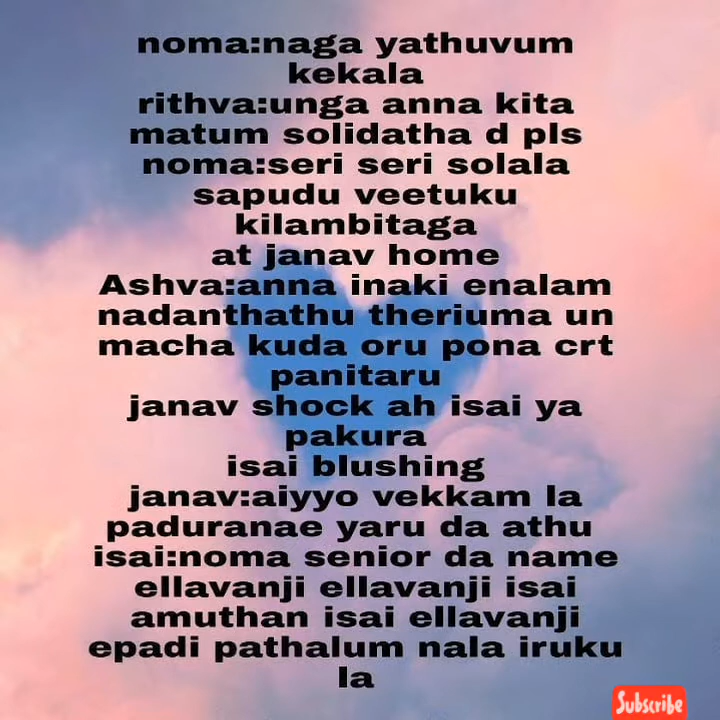 noma:naga yathuvum
kekala
rithva:unga anna kita
matum solidatha d pls
noma:seri seri solala
sapudu veetuku
kilambitaga
at janav home
Ashva:anna inaki enalam
nadanthathu theriuma un
macha kuda oru pona crt
panitaru
janav shock ah isai ya
pakura
isai blushing
janav:aiyyo vekkam la
paduranae yaru da athu
isai:noma senior da name
ellavanji ellavanji isai
amuthan isai ellavanji
epadi pathalum nala iruku
la
Subscribe